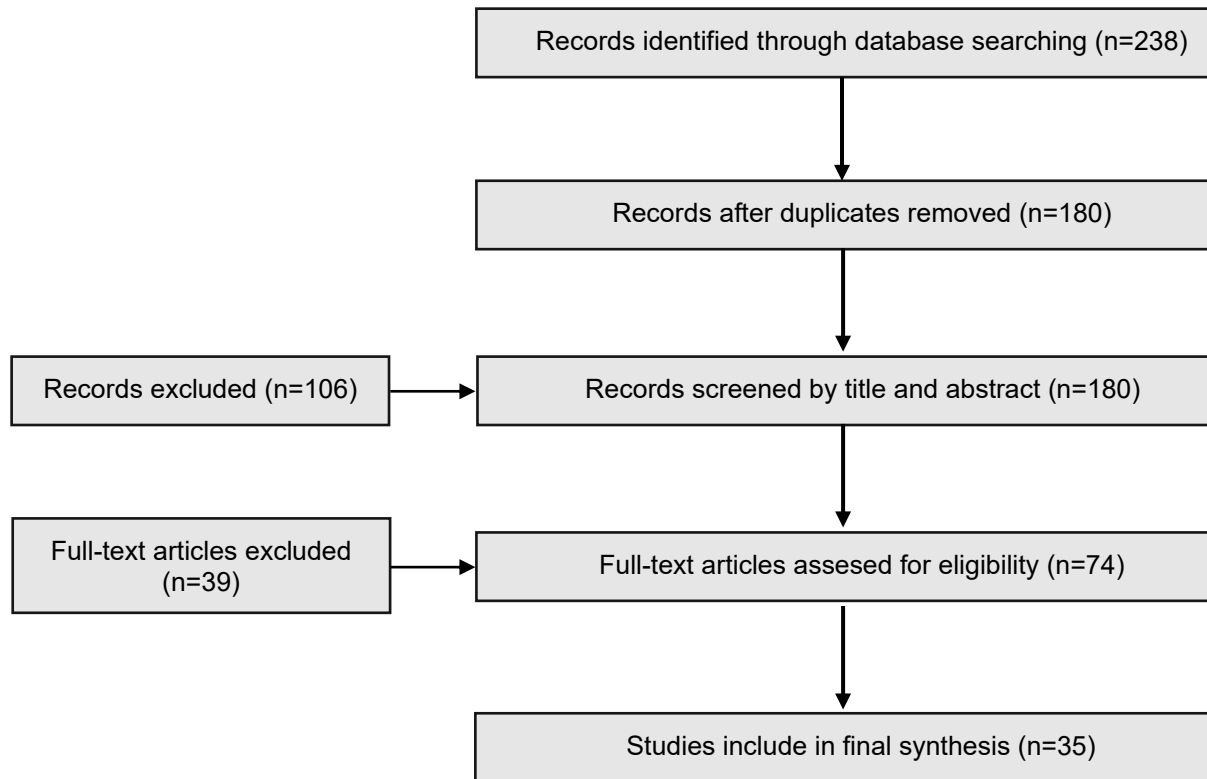 Records identified through database searching (n=238)
Records after duplicates removed (n=180)
Records excluded (n=106)
Records screened by title and abstract (n=180)
Full-text articles excluded
(n=39)
Full-text articles assesed for eligibility (n=74)
Studies include in final synthesis (n=35)